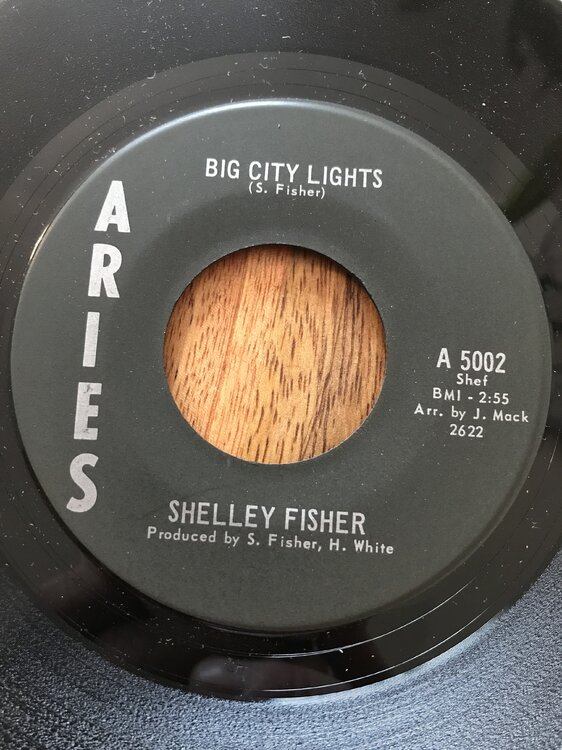 BIG CITY LIGHTS
(S. Fisher)
ARIES
A 5002
Shef
BMI - 2:55
Arr. by J. Mack
2622
SHELLEY FISHER
Produced by S. Fisher, H. White